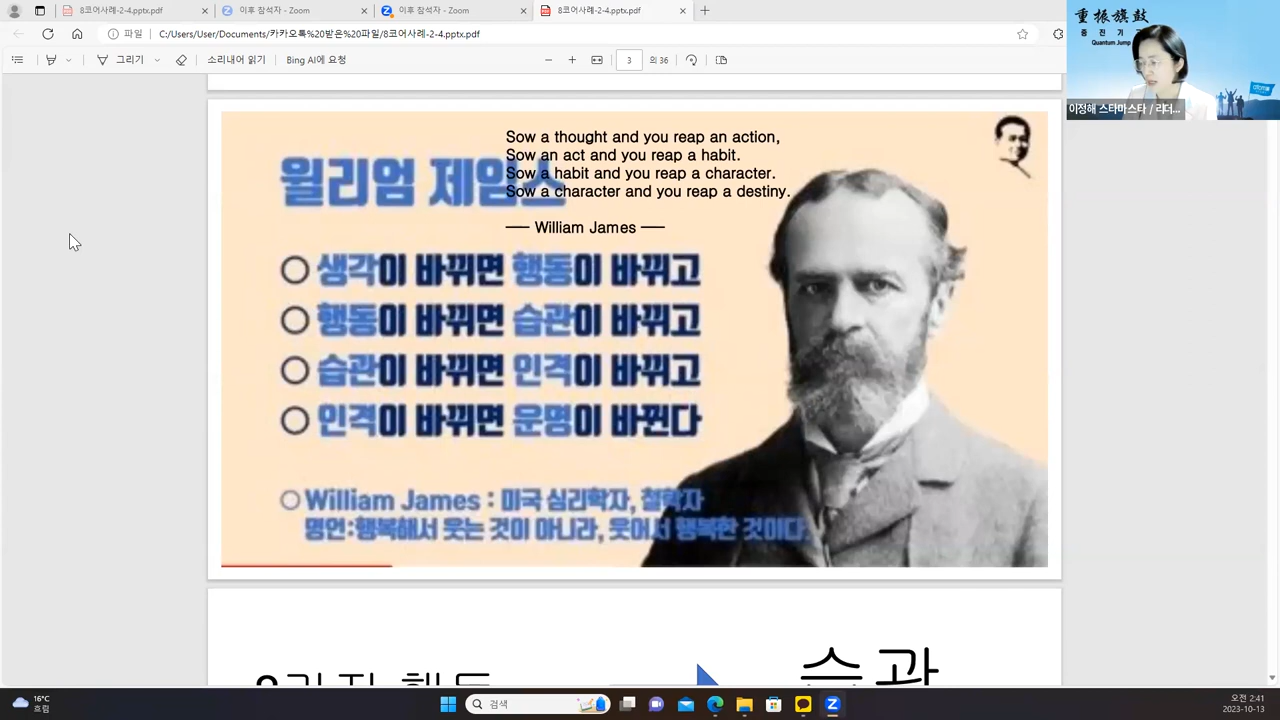 8코어사례-2-4.pptx.pdf
이후 참석자 - Zoom
이후 참석자 - Zoom
8코어사례-2-4.pptx.pdf
파일
C:/Users/User/Documents/카카오톡%20받은%20파일/8코어사례-2-4.pptx.pdf
그리기
소리내어 읽기
Bing AI에 요청
3
의 36
重振旗鼓
Quantum Jump
이정해 스타마스타 / 리더...
Sow a thought and you reap an action,
Sow an act and you reap a habit.
Sow a habit and you reap a character.
Sow a character and you reap a destiny.
윌리엄 제임스
── William James ──
○ 생각이 바뀌면 행동이 바뀌고
○ 행동이 바뀌면 습관이 바뀌고
○ 습관이 바뀌면 인격이 바뀌고
○ 인격이 바뀌면 운명이 바뀐다
○ William James : 미국 심리학자, 철학자
명언:행복해서 웃는 것이 아니라, 웃어서 행복한 것이다.
습관
16°C
흐림
검색
오전 2:41
2023-10-13